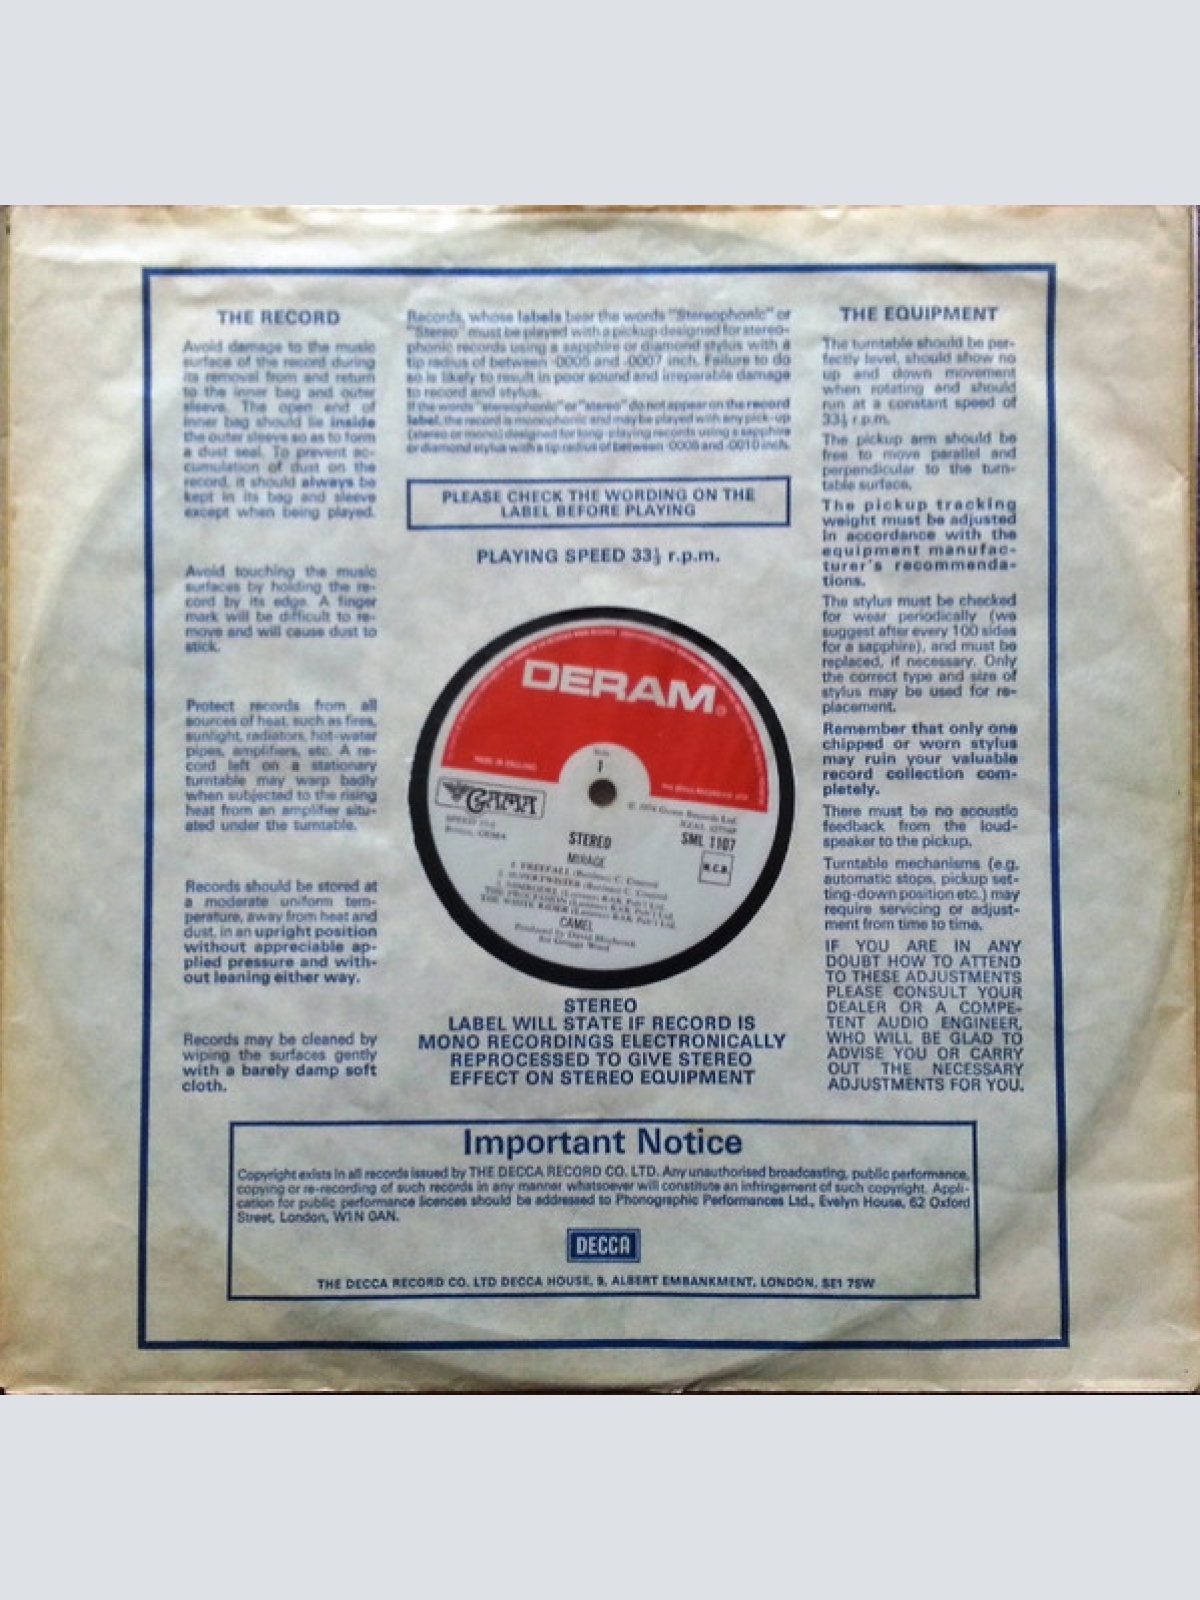 THE RECORD
Avoid damage to the music
surface of the record during
its removal from and return
to the inner bag and outer
sleeve. The open end of
inner bag should lie inside
the outer sleeve so as to form
a dust seal. To prevent ac-
cumulation of dust on the
record, it should always be
kept in its bag and sleeve
except when being played.
Avoid touching the music
surfaces by holding the re-
cord by its edge. A finger
mark will be difficult to re-
move and will cause dust to
stick.
Protect records from all
sources of heat, such as fires,
sunlight, radiators, hot-water
pipes, amplifiers, etc. A re-
cord left on a stationary
turntable may warp badly
when subjected to the rising
heat from an amplifier situ-
ated under the turntable.
Records should be stored at
a moderate uniform tem-
perature, away from heat and
dust, in an upright position
without appreciable ap-
plied pressure and with-
out leaning either way.
Records may be cleaned by
wiping the surfaces gently
with a barely damp soft
cloth.
Records, whose labels bear the words "Stereophonic" or
"Stereo" must be played with a pickup designed for stereo-
phonic records using a sapphire or diamond stylus with a
tip radius of between ·0005 and ·0007 inch. Failure to do
so is likely to result in poor sound and irreparable damage
to record and stylus.
If the words "stereophonic" or "stereo" do not appear on the record
label, the record is monophonic and may be played with any pick-up
(stereo or mono) designed for long-playing records using a sapphire
or diamond stylus with a tip radius of between ·0005 and ·0010 inch.
PLEASE CHECK THE WORDING ON THE
LABEL BEFORE PLAYING
PLAYING SPEED 33⅓ r.p.m.
DERAM
Side
1
MADE IN ENGLAND
GAMA
℗ 1974 Gama Records Ltd.
STEREO
SML 1107
MIRAGE
N.C.B.
1. FREEFALL
2. SUPERTWISTER
THE PROCESSION
THE WHITE RIDER
CAMEL
Produced by David Hitchcock
for Gruggy Woof
STEREO
LABEL WILL STATE IF RECORD IS
MONO RECORDINGS ELECTRONICALLY
REPROCESSED TO GIVE STEREO
EFFECT ON STEREO EQUIPMENT
THE EQUIPMENT
The turntable should be per-
fectly level, should show no
up and down movement
when rotating and should
run at a constant speed of
33⅓ r.p.m.
The pickup arm should be
free to move parallel and
perpendicular to the turn-
table surface.
The pickup tracking
weight must be adjusted
in accordance with the
equipment manufac-
turer's recommenda-
tions.
The stylus must be checked
for wear periodically (we
suggest after every 100 sides
for a sapphire), and must be
replaced, if necessary. Only
the correct type and size of
stylus may be used for re-
placement.
Remember that only one
chipped or worn stylus
may ruin your valuable
record collection com-
pletely.
There must be no acoustic
feedback from the loud-
speaker to the pickup.
Turntable mechanisms (e.g.
automatic stops, pickup set-
ting-down position etc.) may
require servicing or adjust-
ment from time to time.
IF YOU ARE IN ANY
DOUBT HOW TO ATTEND
TO THESE ADJUSTMENTS
PLEASE CONSULT YOUR
DEALER OR A COMPE-
TENT AUDIO ENGINEER,
WHO WILL BE GLAD TO
ADVISE YOU OR CARRY
OUT THE NECESSARY
ADJUSTMENTS FOR YOU.
Important Notice
Copyright exists in all records issued by THE DECCA RECORD CO. LTD. Any unauthorised broadcasting, public performance,
copying or re-recording of such records in any manner whatsoever will constitute an infringement of such copyright. Appli-
cation for public performance licences should be addressed to Phonographic Performances Ltd., Evelyn House, 62 Oxford
Street, London, W1N 0AN.
DECCA
THE DECCA RECORD CO. LTD DECCA HOUSE, 9, ALBERT EMBANKMENT, LONDON, SE1 7SW